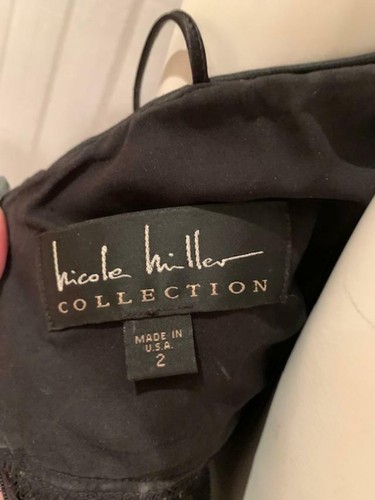 nicole miller
COLLECTION
MADE IN
U.S.A.
2